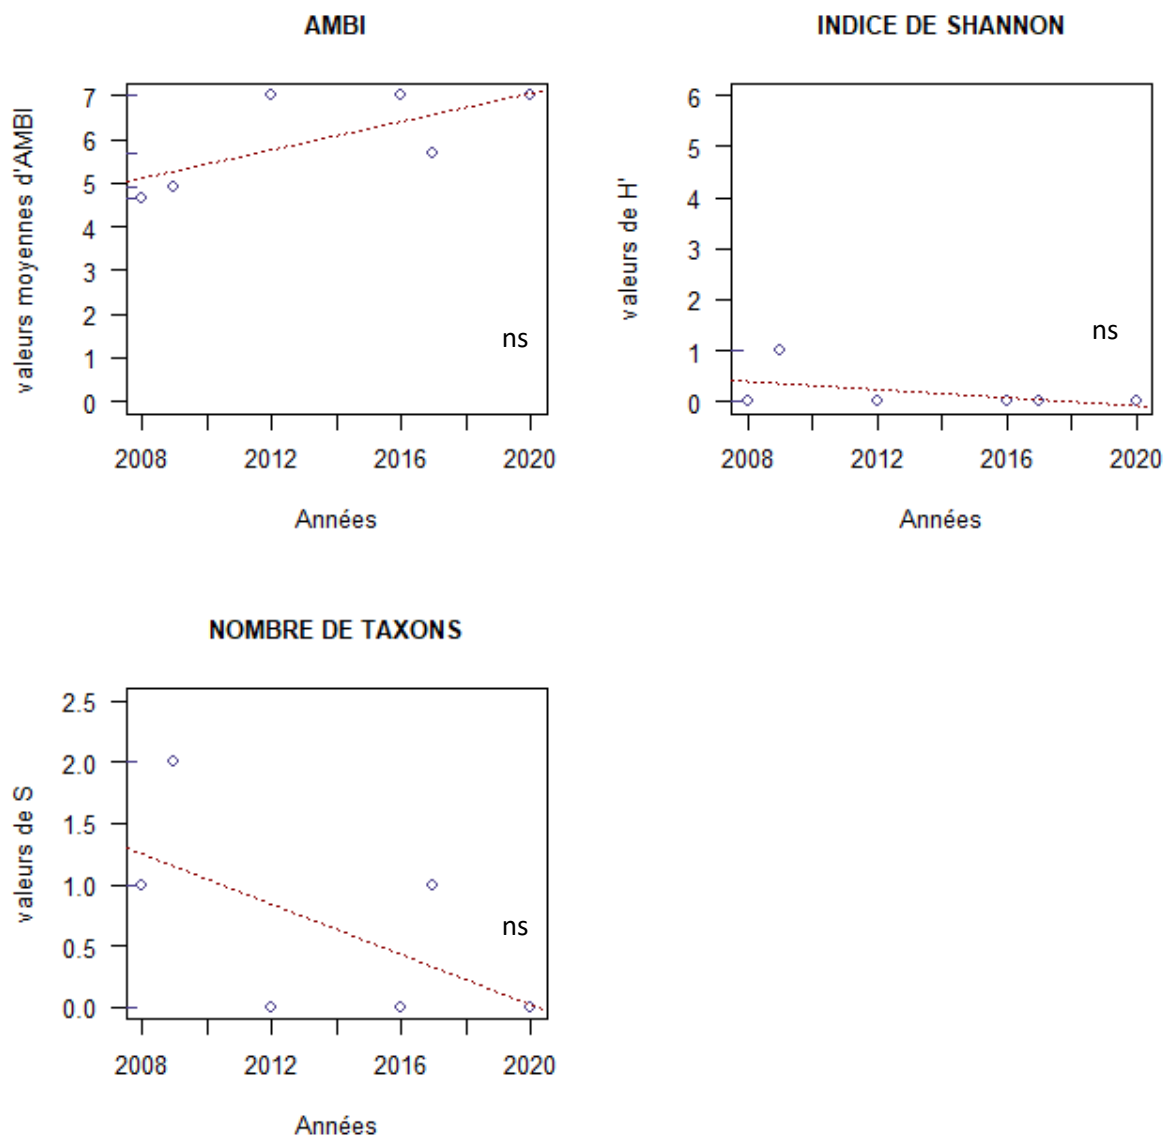 AMBI
valeurs moyennes d'AMBI
7
6
5
4
3
2
1
0
ns
2008 2012 2016 2020
Années
INDICE DE SHANNON
valeurs de H'
6
5
4
3
2
1
0
ns
2008 2012 2016 2020
Années
NOMBRE DE TAXONS
valeurs de S
2.5
2.0
1.5
1.0
0.5
0.0
ns
2008 2012 2016 2020
Années